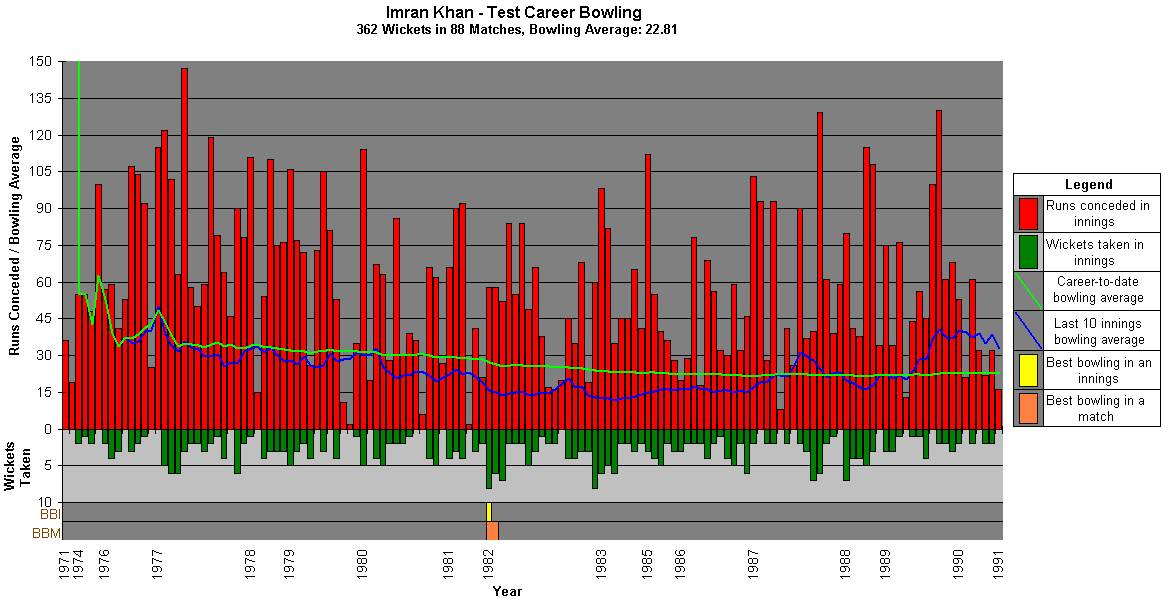 Imran Khan - Test Career Bowling
362 Wickets in 88 Matches, Bowling Average: 22.81
Runs Conceded / Bowling Average
150
135
120
105
90
75
60
45
30
15
0
Wickets
Taken
5
10
BBI
BBM
1971
1974
1976
1977
1978
1979
1980
1981
1982
1983
1985
1986
1987
1988
1989
1990
1991
Year
Legend
Runs conceded in
innings
Wickets taken in
innings
Career-to-date
bowling average
Last 10 innings
bowling average
Best bowling in an
innings
Best bowling in a
match